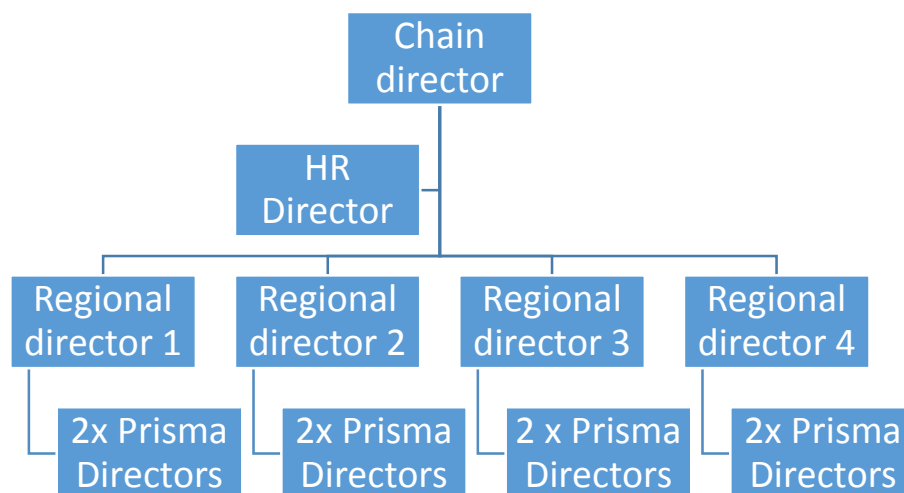 Chain
director
HR
Director
Regional
director 1
Regional
director 2
Regional
director 3
Regional
director 4
2x Prisma
Directors
2x Prisma
Directors
2 x Prisma
Directors
2x Prisma
Directors